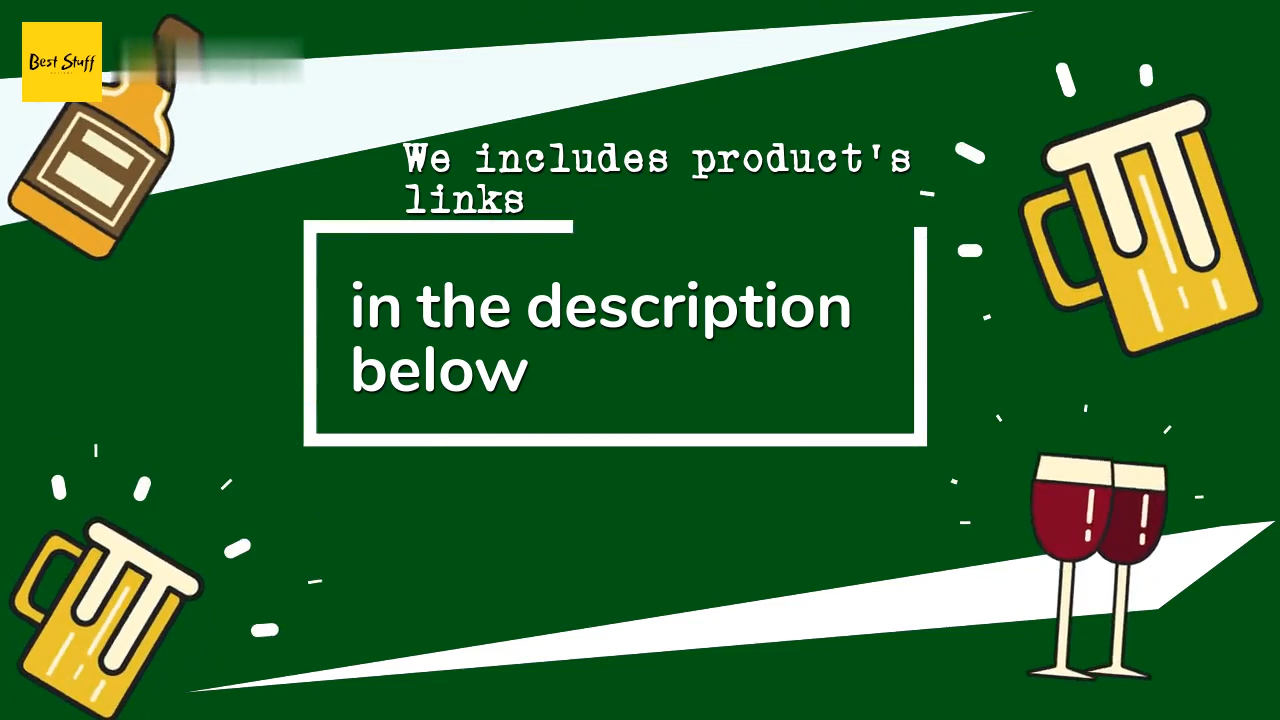 Best Stuff
We includes product's
links
in the description
below